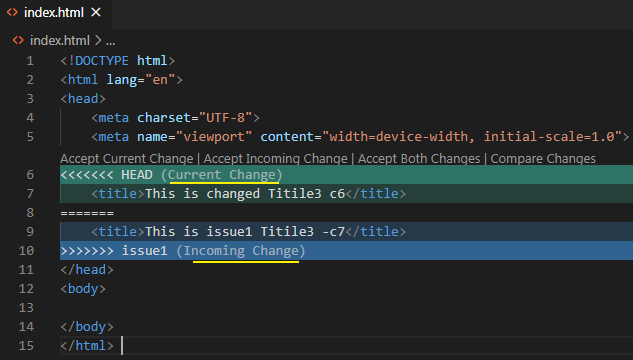 <> index.html ×
<> index.html > ...
1 <!DOCTYPE html>
2 <html lang="en">
3 <head>
4 <meta charset="UTF-8">
5 <meta name="viewport" content="width=device-width, initial-scale=1.0">
Accept Current Change | Accept Incoming Change | Accept Both Changes | Compare Changes
6 <<<<<<< HEAD (Current Change)
7 <title>This is changed Titile3 c6</title>
8 =======
9 <title>This is issue1 Titile3 -c7</title>
10 >>>>>>> issue1 (Incoming Change)
11 </head>
12 <body>
13
14 </body>
15 </html>